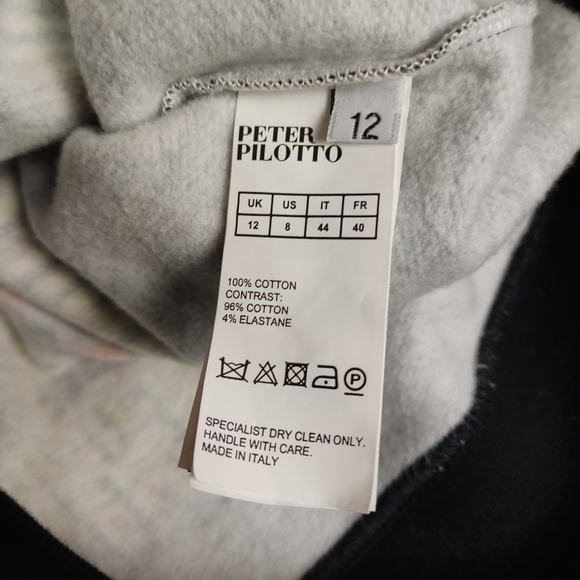 12
PETER
PILOTTO
UK US IT FR
12 8 44 40
100% COTTON
CONTRAST:
96% COTTON
4% ELASTANE
P
SPECIALIST DRY CLEAN ONLY.
HANDLE WITH CARE.
MADE IN ITALY